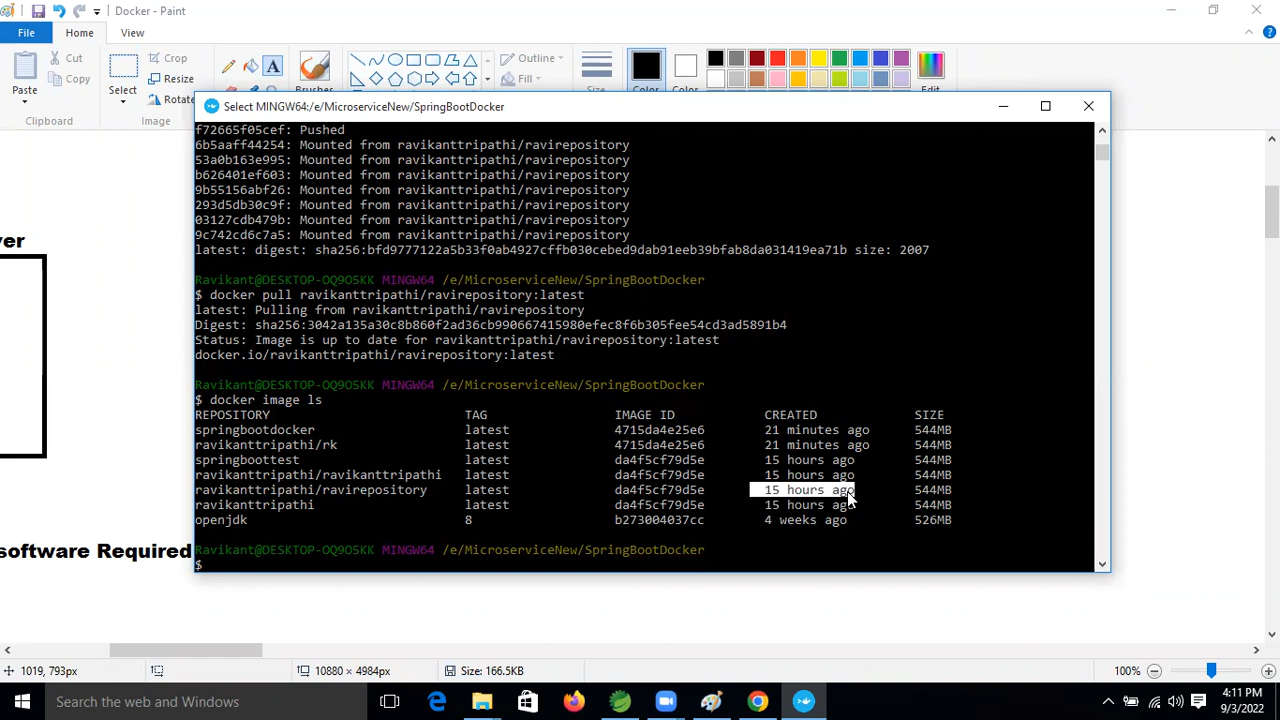 Docker - Paint
File Home View
Cut
Crop
Outline
Copy
Resize
Fill
Paste Select Rotat Brushes Size Color Color Edit
Clipboard Image
Select MINGW64:/e/MicroserviceNew/SpringBootDocker
f72665f05cef: Pushed
6b5aaff44254: Mounted from ravikanttripathi/ravirepository
53a0b163e995: Mounted from ravikanttripathi/ravirepository
b626401ef603: Mounted from ravikanttripathi/ravirepository
9b55156abf26: Mounted from ravikanttripathi/ravirepository
293d5db30c9f: Mounted from ravikanttripathi/ravirepository
03127cdb479b: Mounted from ravikanttripathi/ravirepository
9c742cd6c7a5: Mounted from ravikanttripathi/ravirepository
latest: digest: sha256:bfd9777122a5b33f0ab4927cffb030cebed9dab91eeb39bfab8da031419ea71b size: 2007
Ravikant@DESKTOP-OQ9O5KK MINGW64 /e/MicroserviceNew/SpringBootDocker
$ docker pull ravikanttripathi/ravirepository:latest
latest: Pulling from ravikanttripathi/ravirepository
Digest: sha256:3042a135a30c8b860f2ad36cb990667415980efec8f6b305fee54cd3ad5891b4
Status: Image is up to date for ravikanttripathi/ravirepository:latest
docker.io/ravikanttripathi/ravirepository:latest
Ravikant@DESKTOP-OQ9O5KK MINGW64 /e/MicroserviceNew/SpringBootDocker
$ docker image ls
REPOSITORY TAG IMAGE ID CREATED SIZE
springbootdocker latest 4715da4e25e6 21 minutes ago 544MB
ravikanttripathi/rk latest 4715da4e25e6 21 minutes ago 544MB
springboottest latest da4f5cf79d5e 15 hours ago 544MB
ravikanttripathi/ravikanttripathi latest da4f5cf79d5e 15 hours ago 544MB
ravikanttripathi/ravirepository latest da4f5cf79d5e 15 hours ago 544MB
ravikanttripathi latest da4f5cf79d5e 15 hours ago 544MB
openjdk 8 b273004037cc 4 weeks ago 526MB
Ravikant@DESKTOP-OQ9O5KK MINGW64 /e/MicroserviceNew/SpringBootDocker
$
ver
software Required
1019, 793px 10880 × 4984px Size: 166.5KB 100%
Search the web and Windows
4:11 PM
9/3/2022